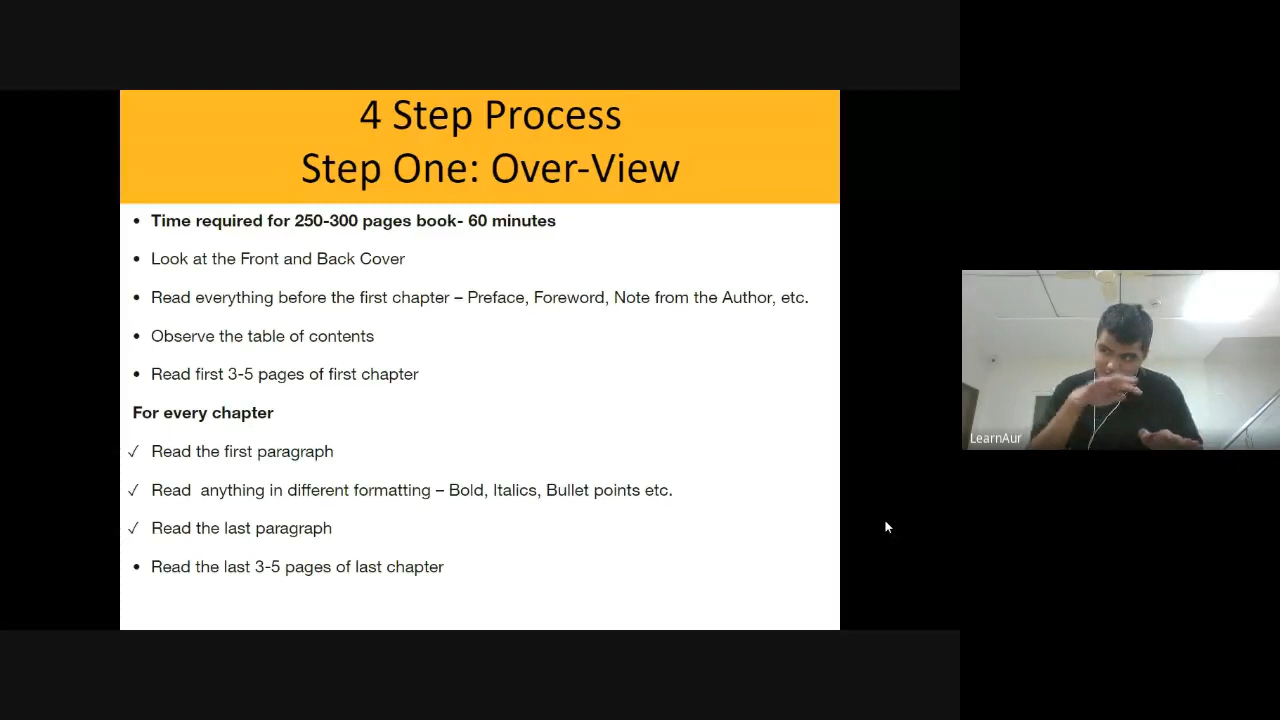 4 Step Process
Step One: Over-View
• Time required for 250-300 pages book- 60 minutes
• Look at the Front and Back Cover
• Read everything before the first chapter – Preface, Foreword, Note from the Author, etc.
• Observe the table of contents
• Read first 3-5 pages of first chapter
For every chapter
✓ Read the first paragraph
✓ Read  anything in different formatting – Bold, Italics, Bullet points etc.
✓ Read the last paragraph
• Read the last 3-5 pages of last chapter
LearnAur